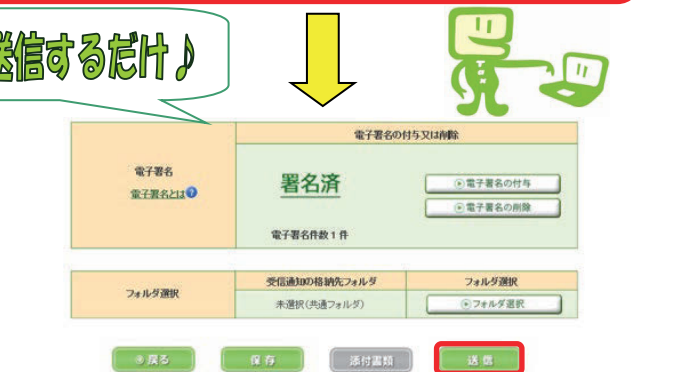 送信するだけ♪
電子署名の付与又は削除
電子署名
電子署名とは?
署名済
電子署名の付与
電子署名の削除
電子署名件数1件
フォルダ選択
受信通知の格納先フォルダ
フォルダ選択
未選択(共通フォルダ)
フォルダ選択
戻る
保存
添付書類
送信